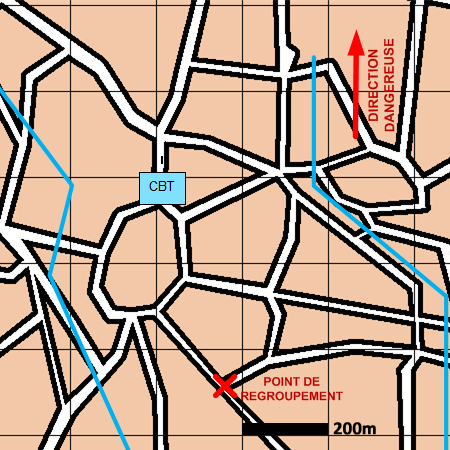 DIRECTION
DANGEREUSE
CBT
POINT DE
REGROUPEMENT
200m